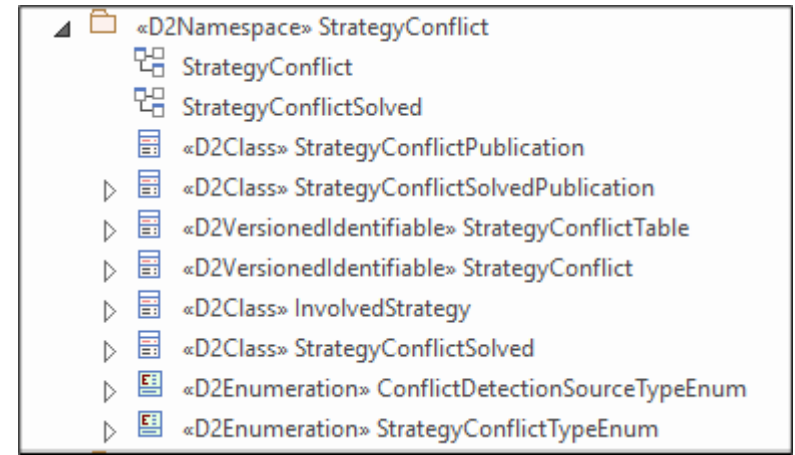 «D2Namespace» StrategyConflict
StrategyConflict
StrategyConflictSolved
«D2Class» StrategyConflictPublication
«D2Class» StrategyConflictSolvedPublication
«D2VersionedIdentifiable» StrategyConflictTable
«D2VersionedIdentifiable» StrategyConflict
«D2Class» InvolvedStrategy
«D2Class» StrategyConflictSolved
«D2Enumeration» ConflictDetectionSourceTypeEnum
«D2Enumeration» StrategyConflictTypeEnum